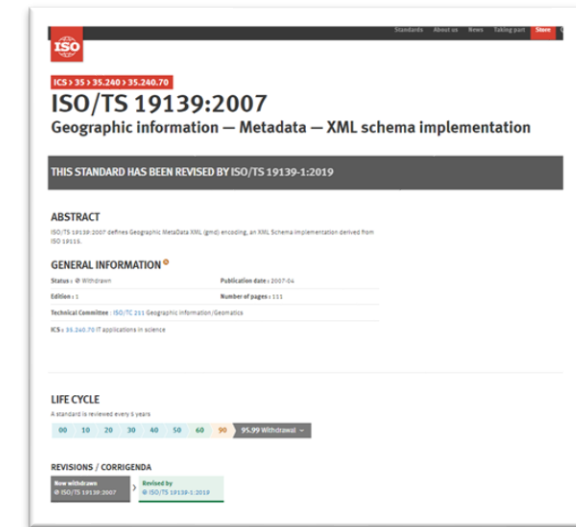 Standards About us News Taking part Store
ISO
ICS > 35 > 35.240 > 35.240.70
ISO/TS 19139:2007
Geographic information — Metadata — XML schema implementation
THIS STANDARD HAS BEEN REVISED BY ISO/TS 19139-1:2019
ABSTRACT
ISO/TS 19139:2007 defines Geographic MetaData XML (gmd) encoding, an XML Schema implementation derived from
ISO 19115.
GENERAL INFORMATION
Status : Withdrawn Publication date : 2007-04
Edition : 1 Number of pages : 111
Technical Committee : ISO/TC 211 Geographic information/Geomatics
ICS : 35.240.70 IT applications in science
LIFE CYCLE
A standard is reviewed every 5 years
00 10 20 30 40 50 60 90 95.99 Withdrawal
REVISIONS / CORRIGENDA
Now withdrawn Revised by
ISO/TS 19139:2007 ISO/TS 19139-1:2019